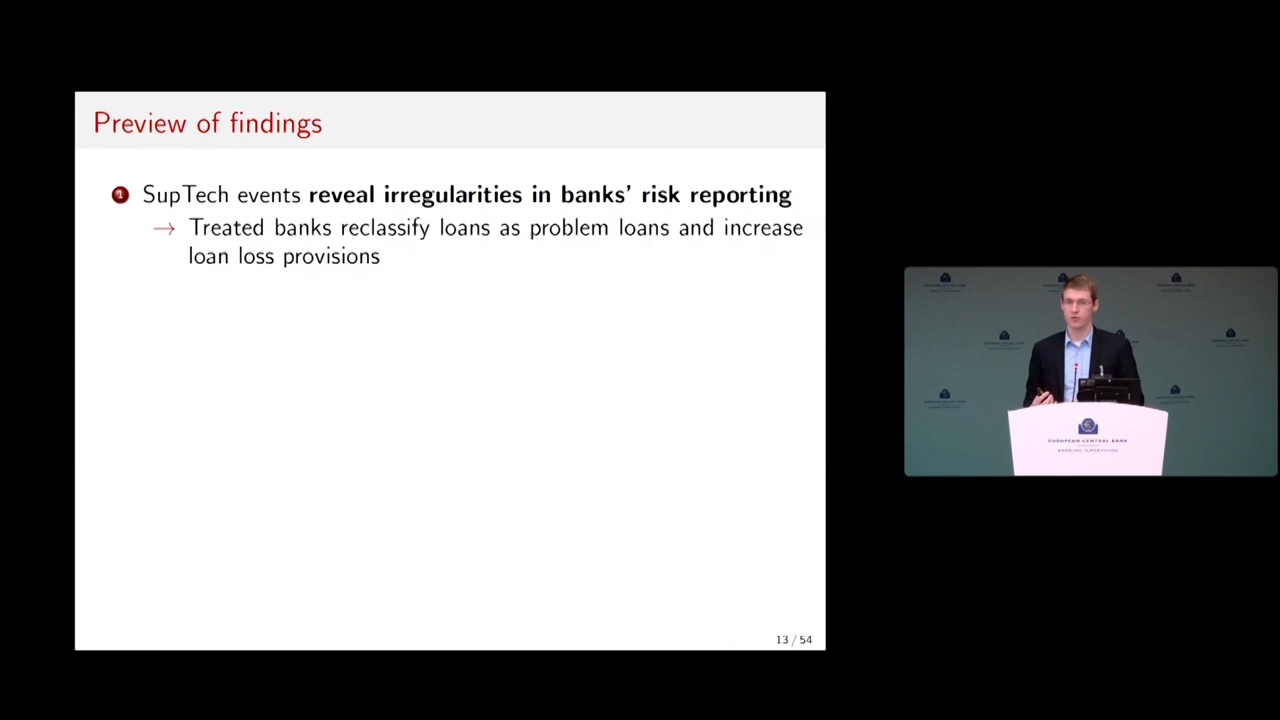 Preview of findings
1 SupTech events reveal irregularities in banks' risk reporting
→ Treated banks reclassify loans as problem loans and increase
loan loss provisions
13 / 54
EUROPEAN CENTRAL BANK
BANKING SUPERVISION